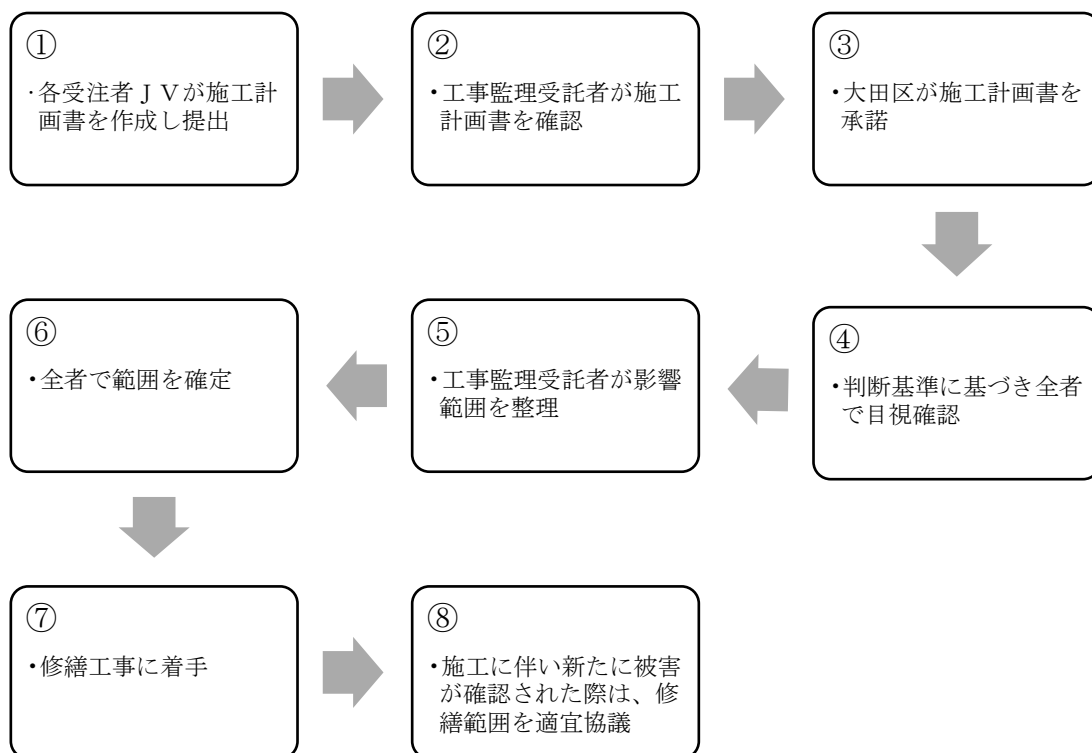 ①
・各受注者ＪＶが施工計
画書を作成し提出
②
・工事監理受託者が施工
計画書を確認
③
・大田区が施工計画書を
承諾
④
・判断基準に基づき全者
で目視確認
⑤
・工事監理受託者が影響
範囲を整理
⑥
・全者で範囲を確定
⑦
・修繕工事に着手
⑧
・施工に伴い新たに被害
が確認された際は、修
繕範囲を適宜協議